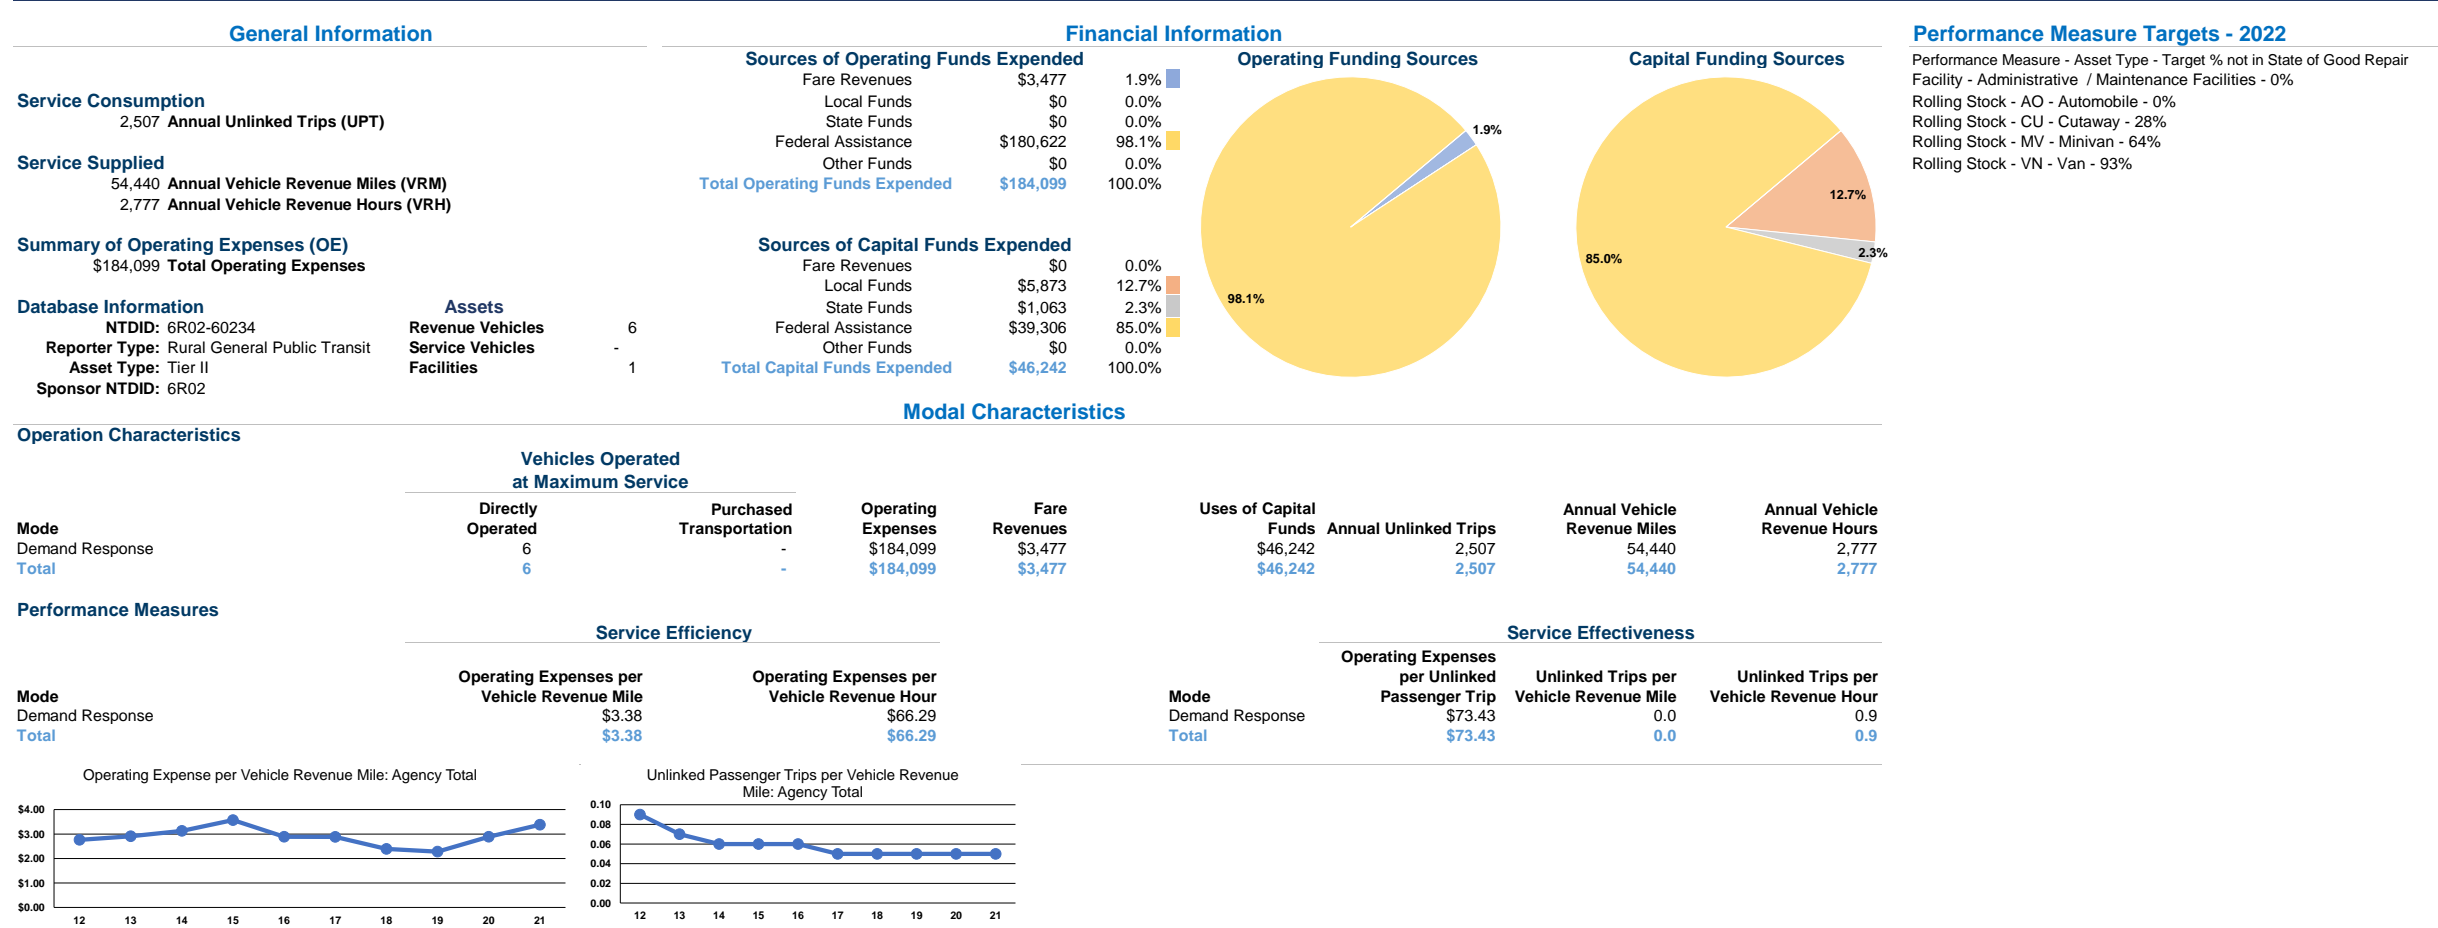 General Information
Financial Information
Performance Measure Targets - 2022
Sources of Operating Funds Expended
Operating Funding Sources
Capital Funding Sources
Performance Measure - Asset Type - Target % not in State of Good Repair
Facility - Administrative / Maintenance Facilities - 0%
Rolling Stock - AO - Automobile - 0%
Rolling Stock - CU - Cutaway - 28%
Rolling Stock - MV - Minivan - 64%
Rolling Stock - VN - Van - 93%
Service Consumption
2,507 Annual Unlinked Trips (UPT)
Service Supplied
54,440 Annual Vehicle Revenue Miles (VRM)
2,777 Annual Vehicle Revenue Hours (VRH)
Summary of Operating Expenses (OE)
$184,099 Total Operating Expenses
Database Information
NTDID: 6R02-60234
Reporter Type: Rural General Public Transit
Asset Type: Tier II
Sponsor NTDID: 6R02
Assets
Revenue Vehicles 6
Service Vehicles -
Facilities 1
Fare Revenues $3,477 1.9%
Local Funds $0 0.0%
State Funds $0 0.0%
Federal Assistance $180,622 98.1%
Other Funds $0 0.0%
Total Operating Funds Expended $184,099 100.0%
Sources of Capital Funds Expended
Fare Revenues $0 0.0%
Local Funds $5,873 12.7%
State Funds $1,063 2.3%
Federal Assistance $39,306 85.0%
Other Funds $0 0.0%
Total Capital Funds Expended $46,242 100.0%
1.9%
98.1%
12.7%
2.3%
85.0%
Modal Characteristics
Operation Characteristics
Vehicles Operated
at Maximum Service
Directly Purchased Operating Fare Uses of Capital Annual Vehicle Annual Vehicle
Mode Operated Transportation Expenses Revenues Funds Annual Unlinked Trips Revenue Miles Revenue Hours
Demand Response 6 - $184,099 $3,477 $46,242 2,507 54,440 2,777
Total 6 - $184,099 $3,477 $46,242 2,507 54,440 2,777
Performance Measures
Service Efficiency
Operating Expenses per Operating Expenses per
Mode Vehicle Revenue Mile Vehicle Revenue Hour
Demand Response $3.38 $66.29
Total $3.38 $66.29
Service Effectiveness
Operating Expenses
per Unlinked Unlinked Trips per Unlinked Trips per
Mode Passenger Trip Vehicle Revenue Mile Vehicle Revenue Hour
Demand Response $73.43 0.0 0.9
Total $73.43 0.0 0.9
Operating Expense per Vehicle Revenue Mile: Agency Total
$4.00
$3.00
$2.00
$1.00
$0.00
12 13 14 15 16 17 18 19 20 21
Unlinked Passenger Trips per Vehicle Revenue
Mile: Agency Total
0.10
0.08
0.06
0.04
0.02
0.00
12 13 14 15 16 17 18 19 20 21